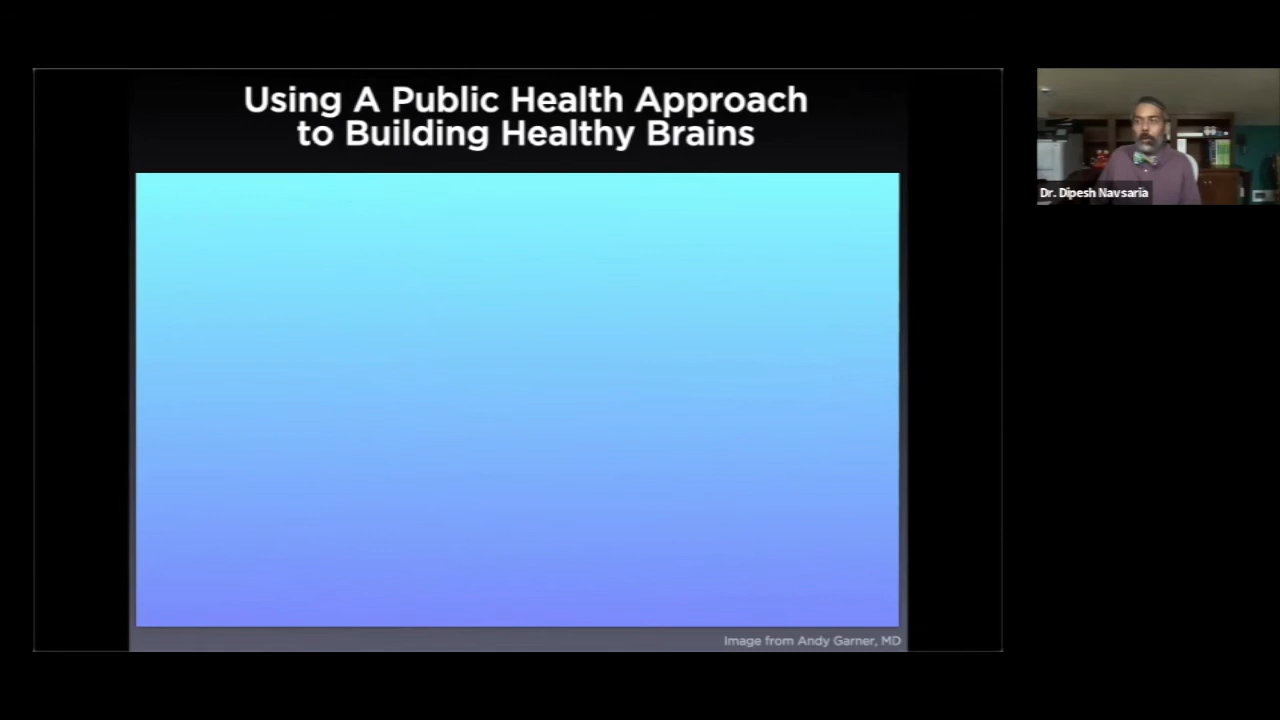 Using A Public Health Approach
to Building Healthy Brains
Dr. Dipesh Navsaria
Image from Andy Garner, MD